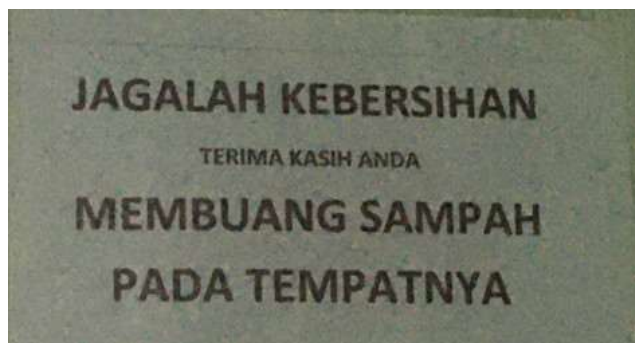 JAGALAH KEBERSIHAN
TERIMA KASIH ANDA
MEMBUANG SAMPAH
PADA TEMPATNYA